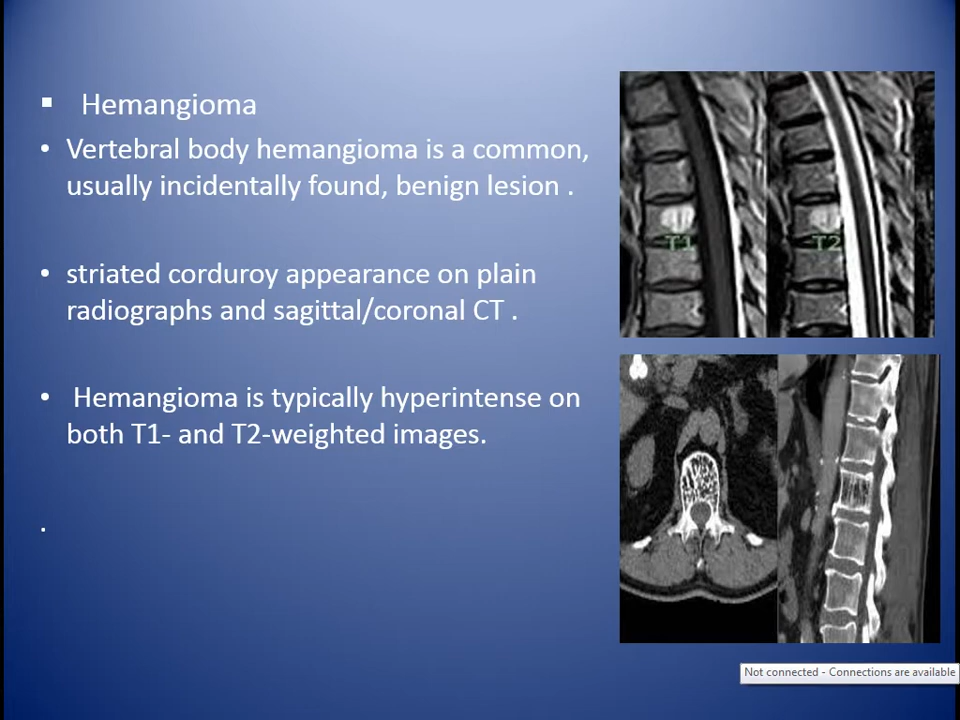 ▪ Hemangioma
• Vertebral body hemangioma is a common,
usually incidentally found, benign lesion .
• striated corduroy appearance on plain
radiographs and sagittal/coronal CT .
• Hemangioma is typically hyperintense on
both T1- and T2-weighted images.
.
T1
T2
Not connected - Connections are available